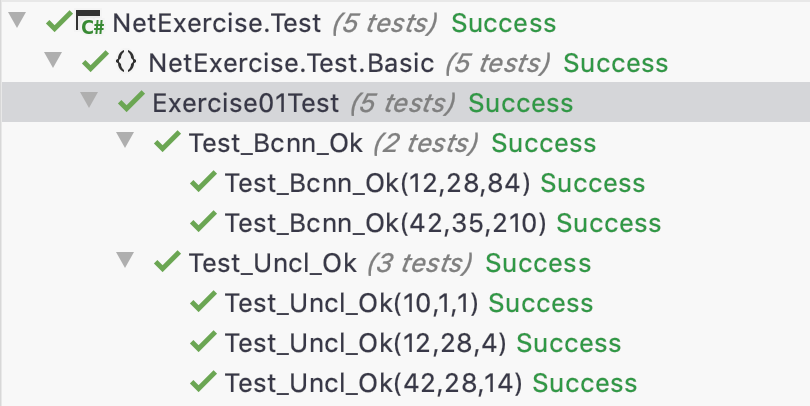 C# NetExercise.Test (5 tests) Success
NetExercise.Test.Basic (5 tests) Success
Exercise01Test (5 tests) Success
Test_Bcnn_Ok (2 tests) Success
Test_Bcnn_Ok(12,28,84) Success
Test_Bcnn_Ok(42,35,210) Success
Test_Uncl_Ok (3 tests) Success
Test_Uncl_Ok(10,1,1) Success
Test_Uncl_Ok(12,28,4) Success
Test_Uncl_Ok(42,28,14) Success